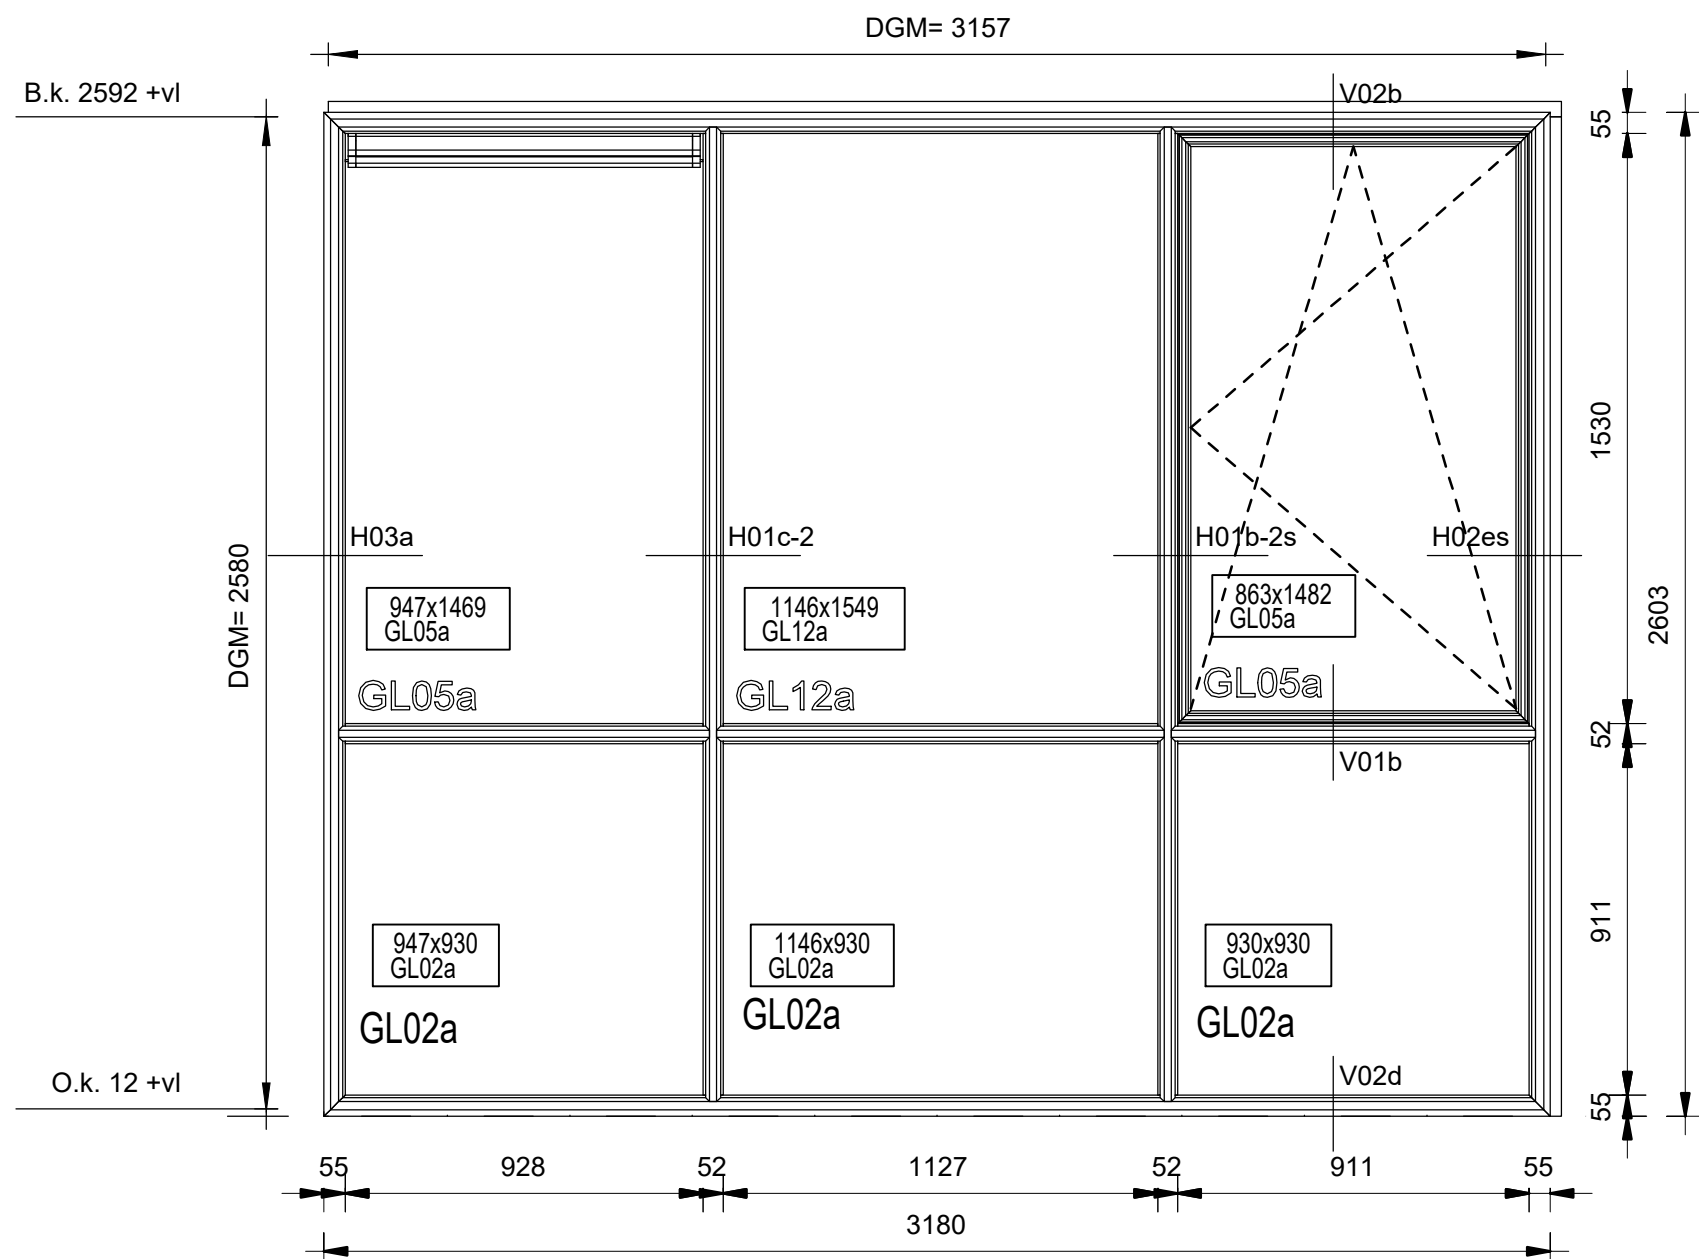 DGM= 3157
B.k. 2592 +vl
V02b
55
1530
DGM= 2580
H03a
H01c-2
H01b-2s
H02es
947x1469
GL05a
1146x1549
GL12a
863x1482
GL05a
2603
GL05a
GL12a
GL05a
52
V01b
911
947x930
GL02a
1146x930
GL02a
930x930
GL02a
GL02a
GL02a
GL02a
O.k. 12 +vl
V02d
55
55
928
52
1127
52
911
55
3180